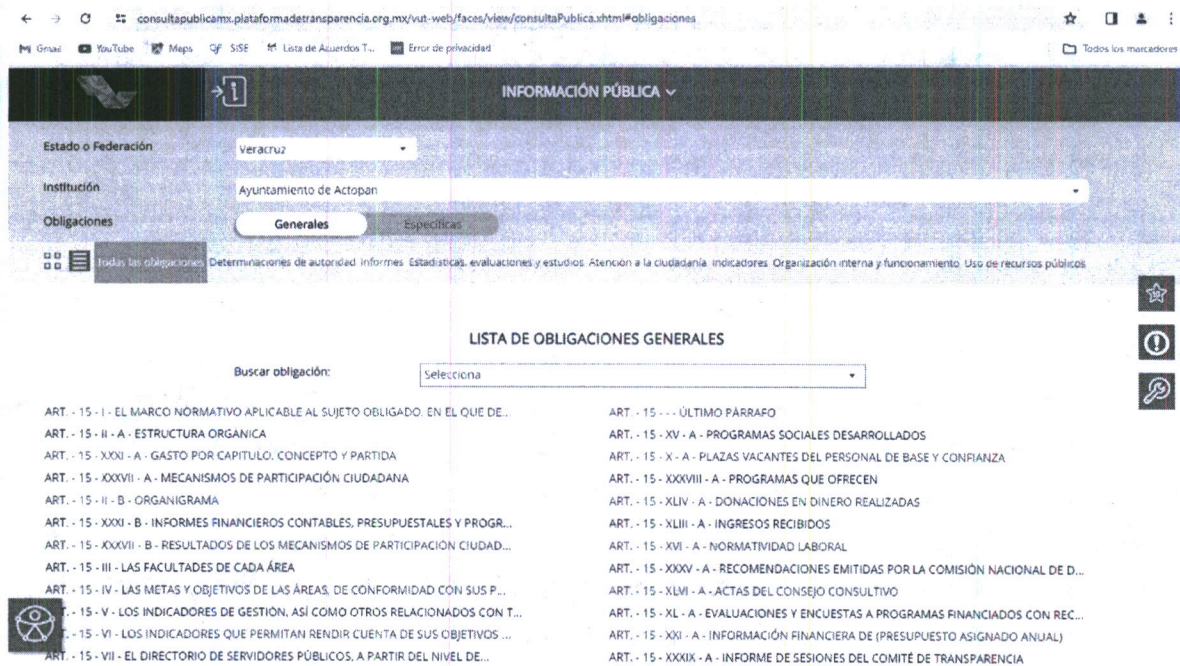 consultapublicamx.plataformadetransparencia.org.mx/vut-web/faces/view/consultaPublica.xhtml#obligaciones
Gmail YouTube Maps SISE Lista de Acuerdos T... Error de privacidad Todos los marcadores
INFORMACIÓN PÚBLICA
Estado o Federación Veracruz
Institución Ayuntamiento de Actopan
Obligaciones Generales Específicas
Todas las obligaciones Determinaciones de autoridad Informes Estadísticas, evaluaciones y estudios Atención a la ciudadanía Indicadores Organización interna y funcionamiento Uso de recursos públicos
LISTA DE OBLIGACIONES GENERALES
Buscar obligación: Selecciona
ART. - 15 - I - EL MARCO NORMATIVO APLICABLE AL SUJETO OBLIGADO, EN EL QUE DE...
ART. - 15 - II - A - ESTRUCTURA ORGÁNICA
ART. - 15 - XXXI - A - GASTO POR CAPÍTULO, CONCEPTO Y PARTIDA
ART. - 15 - XXXVII - A - MECANISMOS DE PARTICIPACIÓN CIUDADANA
ART. - 15 - II - B - ORGANIGRAMA
ART. - 15 - XXXI - B - INFORMES FINANCIEROS CONTABLES, PRESUPUESTALES Y PROGR...
ART. - 15 - XXXVII - B - RESULTADOS DE LOS MECANISMOS DE PARTICIPACIÓN CIUDAD...
ART. - 15 - III - LAS FACULTADES DE CADA ÁREA
ART. - 15 - IV - LAS METAS Y OBJETIVOS DE LAS ÁREAS, DE CONFORMIDAD CON SUS P...
ART. - 15 - V - LOS INDICADORES DE GESTIÓN, ASÍ COMO OTROS RELACIONADOS CON T...
ART. - 15 - VI - LOS INDICADORES QUE PERMITAN RENDIR CUENTA DE SUS OBJETIVOS ...
ART. - 15 - VII - EL DIRECTORIO DE SERVIDORES PÚBLICOS, A PARTIR DEL NIVEL DE...
ART. - 15 - - - ÚLTIMO PÁRRAFO
ART. - 15 - XV - A - PROGRAMAS SOCIALES DESARROLLADOS
ART. - 15 - X - A - PLAZAS VACANTES DEL PERSONAL DE BASE Y CONFIANZA
ART. - 15 - XXXVIII - A - PROGRAMAS QUE OFRECEN
ART. - 15 - XLIV - A - DONACIONES EN DINERO REALIZADAS
ART. - 15 - XLIII - A - INGRESOS RECIBIDOS
ART. - 15 - XVI - A - NORMATIVIDAD LABORAL
ART. - 15 - XXXV - A - RECOMENDACIONES EMITIDAS POR LA COMISIÓN NACIONAL DE D...
ART. - 15 - XLVI - A - ACTAS DEL CONSEJO CONSULTIVO
ART. - 15 - XL - A - EVALUACIONES Y ENCUESTAS A PROGRAMAS FINANCIADOS CON REC...
ART. - 15 - XXI - A - INFORMACIÓN FINANCIERA DE (PRESUPUESTO ASIGNADO ANUAL)
ART. - 15 - XXXIX - A - INFORME DE SESIONES DEL COMITÉ DE TRANSPARENCIA